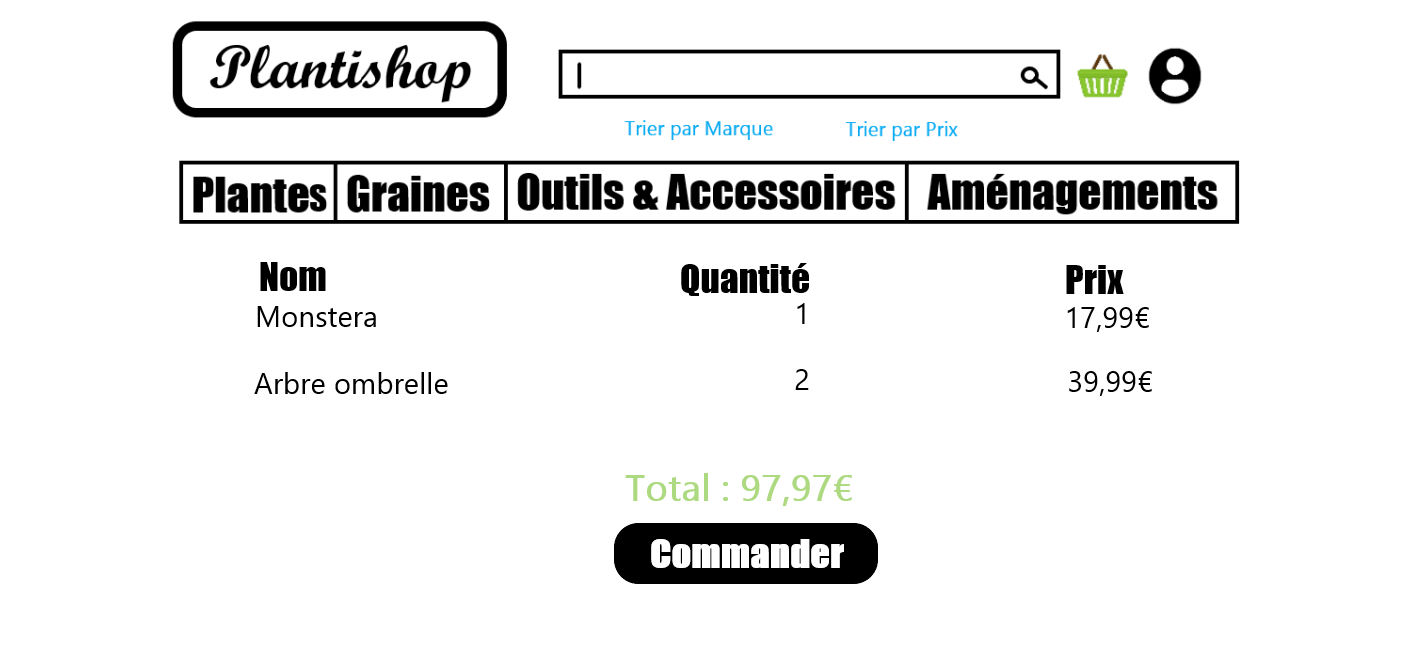 Plantishop
Trier par Marque Trier par Prix
Plantes Graines Outils & Accessoires Aménagements
Nom Quantité Prix
Monstera 1 17,99€
Arbre ombrelle 2 39,99€
Total : 97,97€
Commander